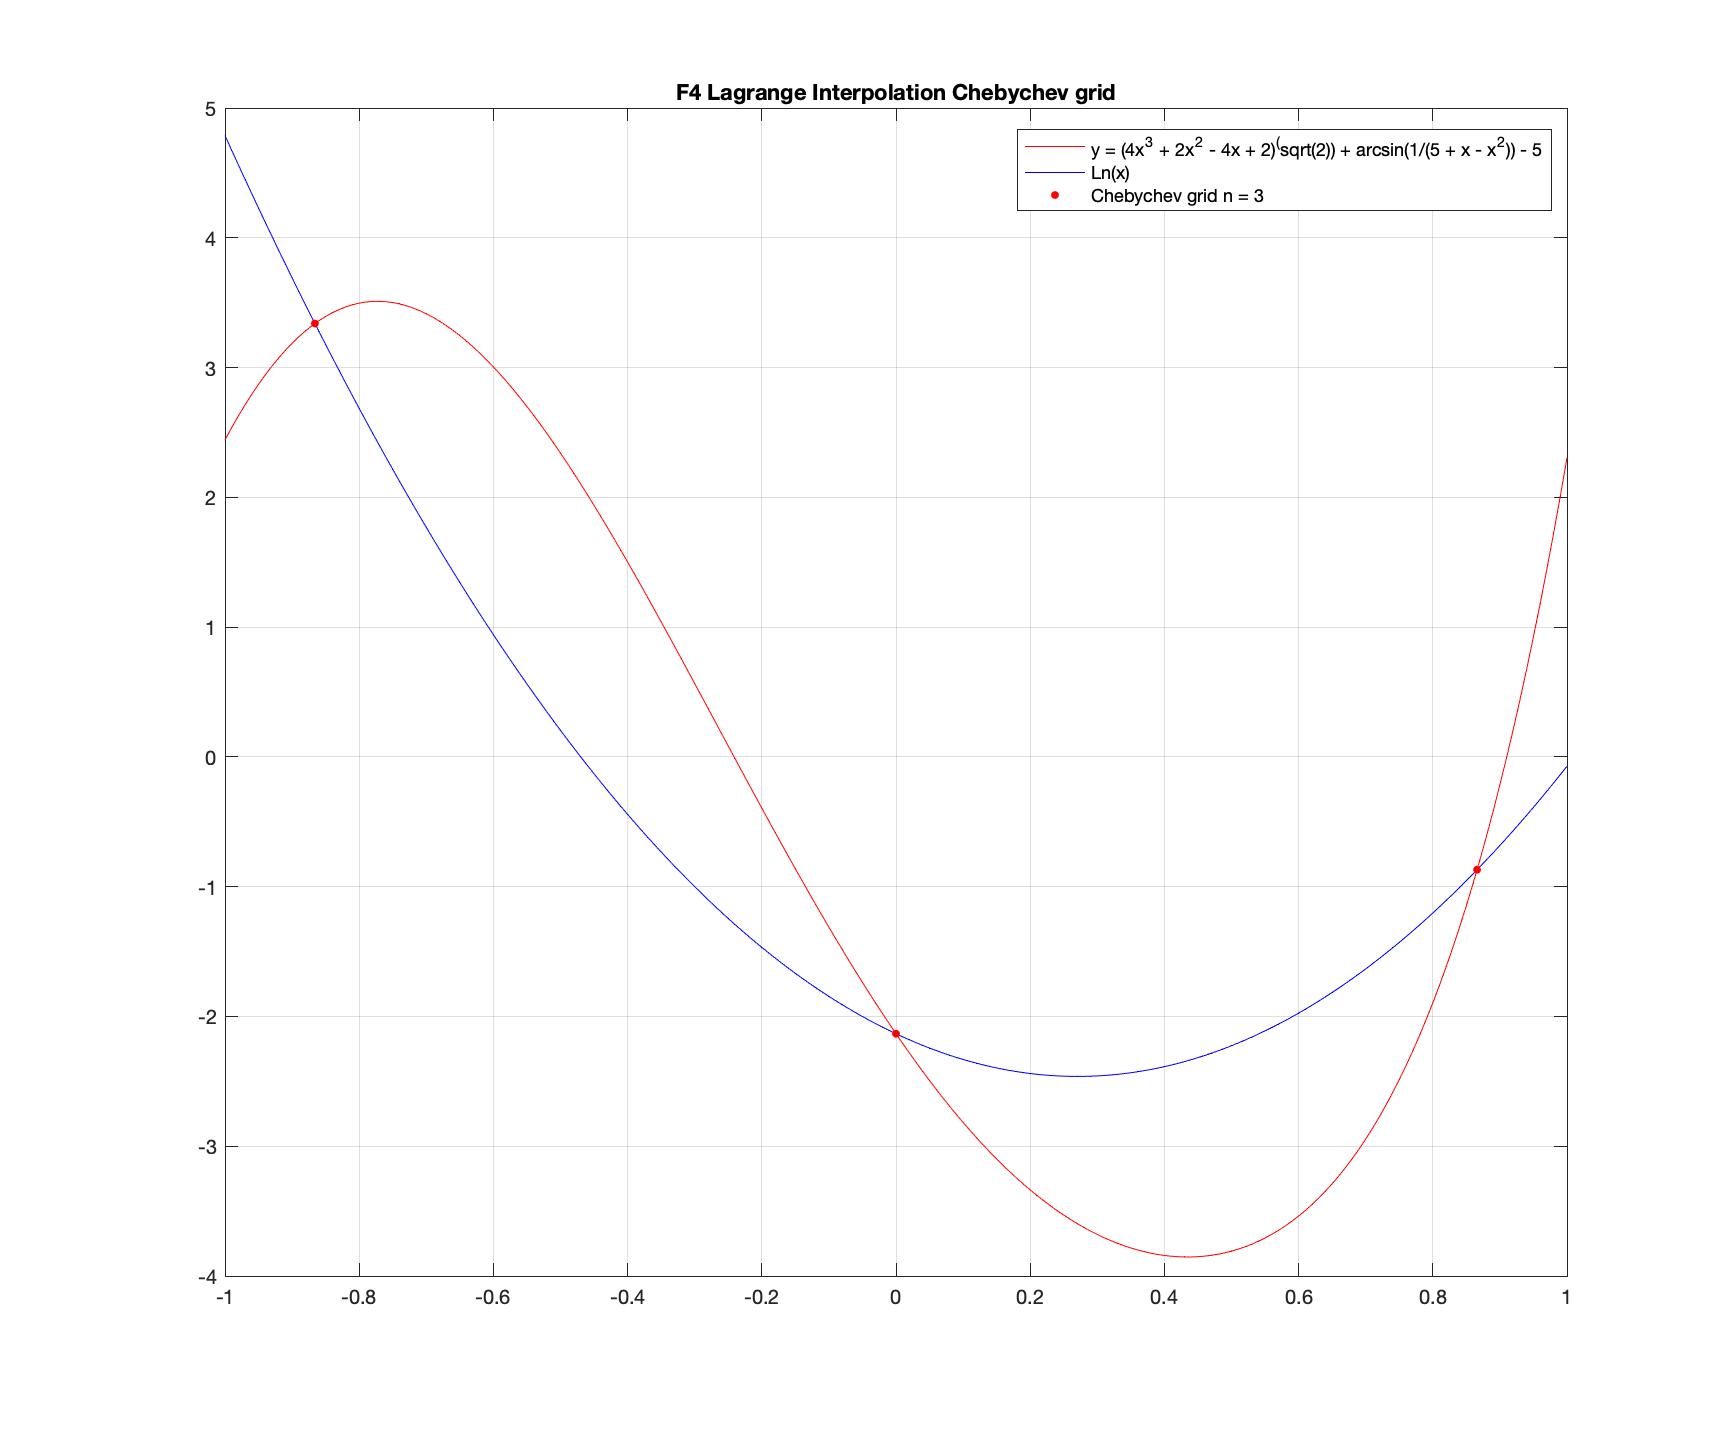 F4 Lagrange Interpolation Chebychev grid
y = (4x³ + 2x² - 4x + 2)⁽sqrt(2)) + arcsin(1/(5 + x - x²)) - 5
Ln(x)
Chebychev grid n = 3
5
4
3
2
1
0
-1
-2
-3
-4
-1 -0.8 -0.6 -0.4 -0.2 0 0.2 0.4 0.6 0.8 1